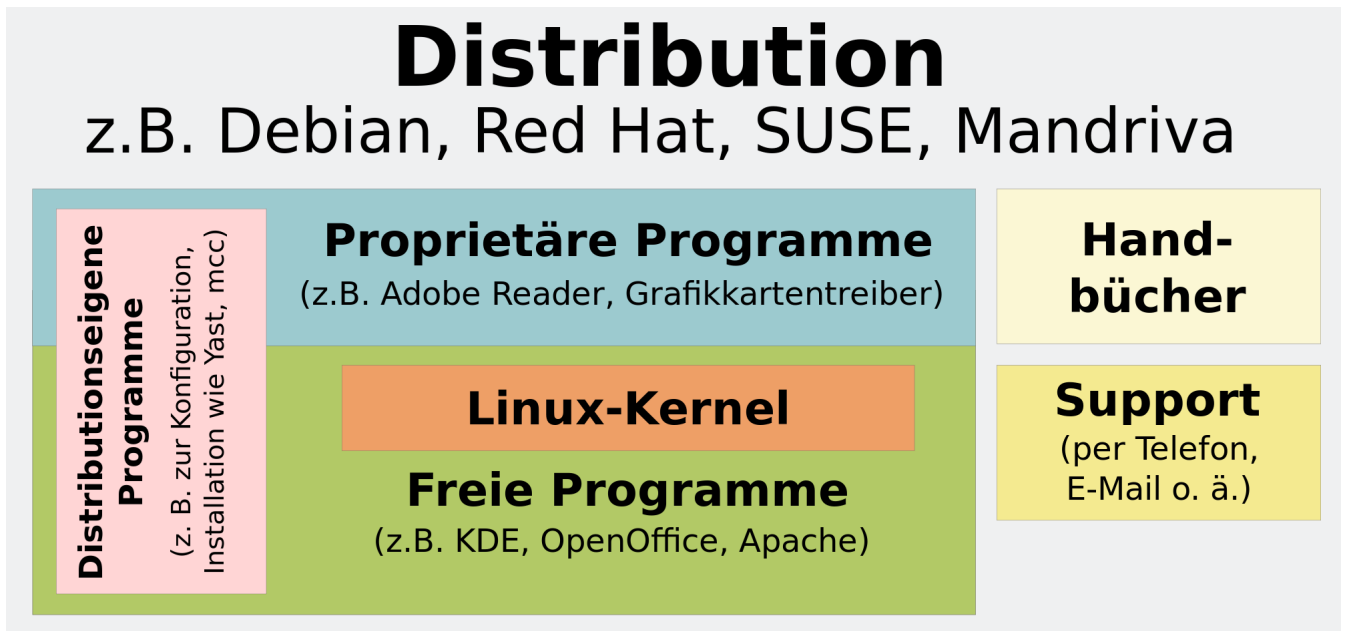 Distribution
z.B. Debian, Red Hat, SUSE, Mandriva
Distributionseigene
Programme
(z. B. zur Konfiguration,
Installation wie Yast, mcc)
Proprietäre Programme
(z.B. Adobe Reader, Grafikkartentreiber)
Linux-Kernel
Freie Programme
(z.B. KDE, OpenOffice, Apache)
Hand-
bücher
Support
(per Telefon,
E-Mail o. ä.)